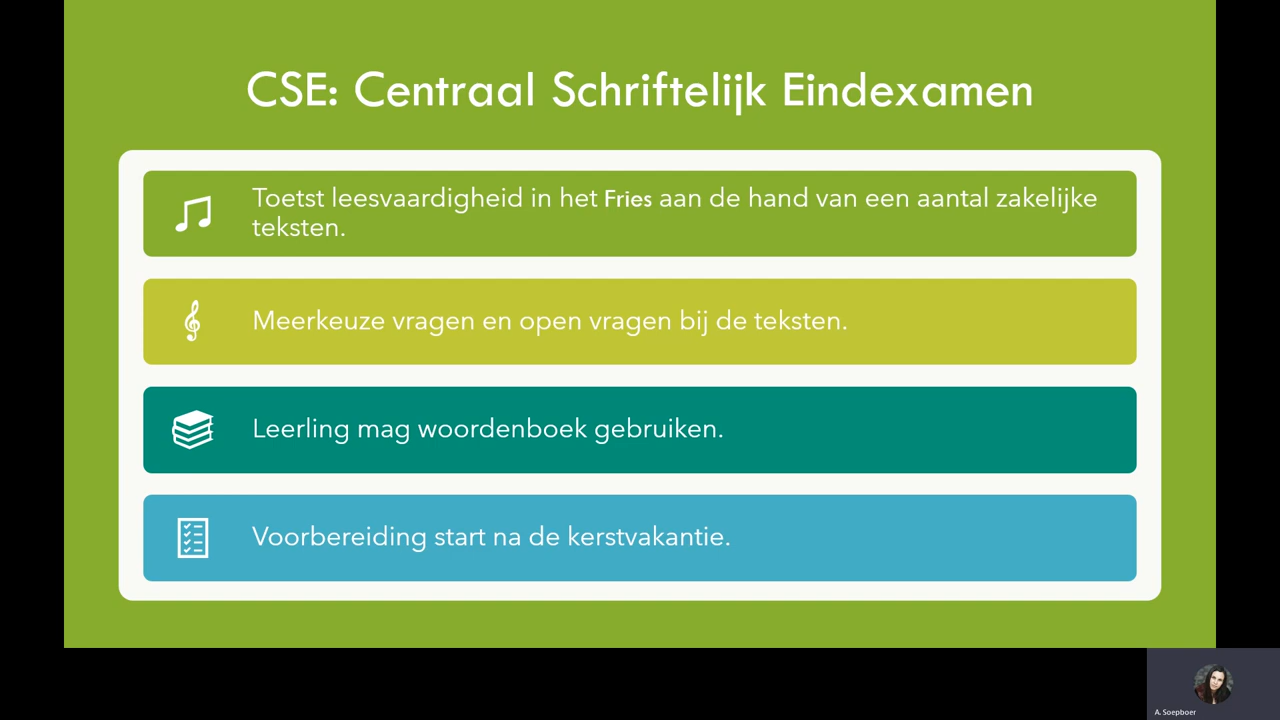 CSE: Centraal Schriftelijk Eindexamen
Toetst leesvaardigheid in het Fries aan de hand van een aantal zakelijke
teksten.
Meerkeuze vragen en open vragen bij de teksten.
Leerling mag woordenboek gebruiken.
Voorbereiding start na de kerstvakantie.
A. Soepboer